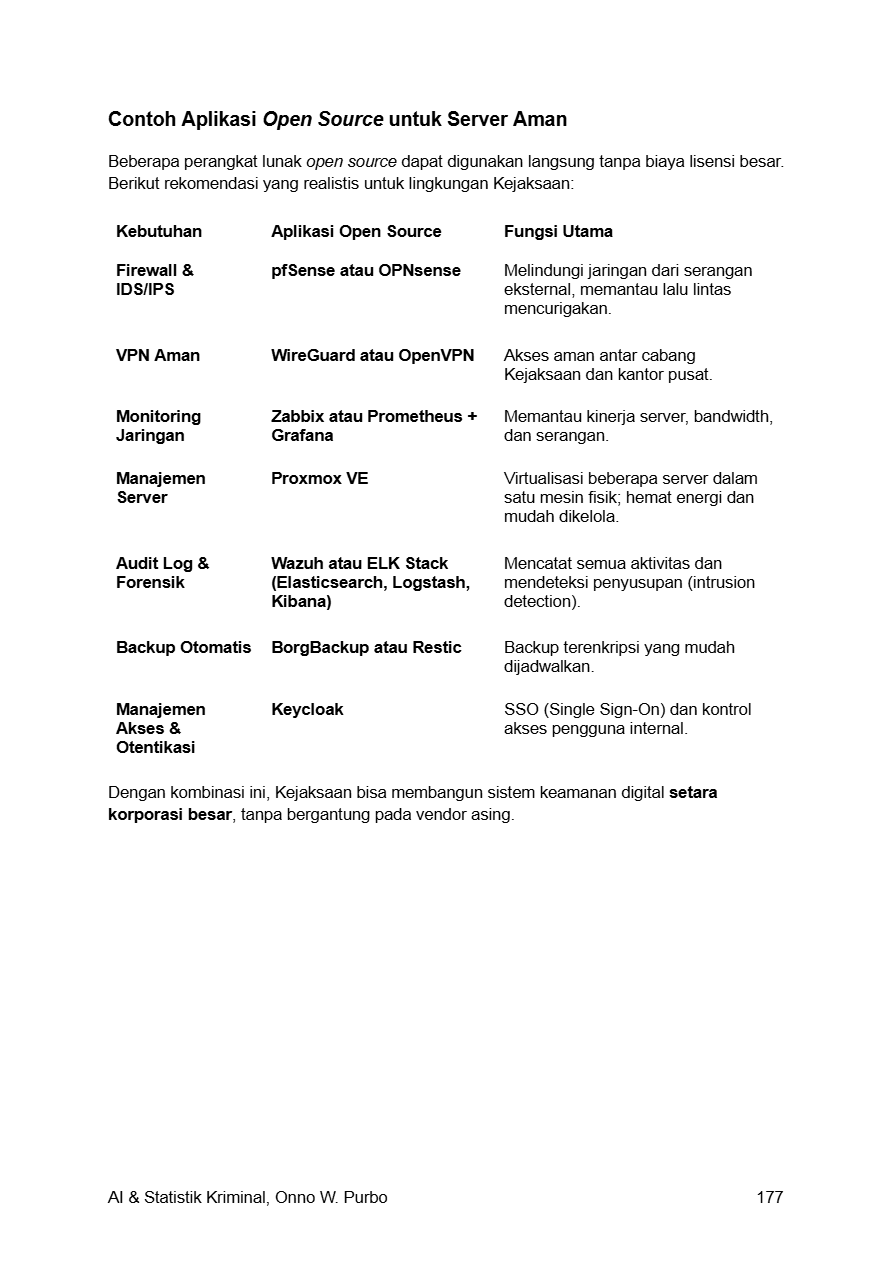 Contoh Aplikasi Open Source untuk Server Aman
Beberapa perangkat lunak open source dapat digunakan langsung tanpa biaya lisensi besar.
Berikut rekomendasi yang realistis untuk lingkungan Kejaksaan:
Kebutuhan Aplikasi Open Source Fungsi Utama
Firewall & pfSense atau OPNsense Melindungi jaringan dari serangan
IDS/IPS eksternal, memantau lalu lintas
mencurigakan.
VPN Aman WireGuard atau OpenVPN Akses aman antar cabang
Kejaksaan dan kantor pusat.
Monitoring Zabbix atau Prometheus + Memantau kinerja server, bandwidth,
Jaringan Grafana dan serangan.
Manajemen Proxmox VE Virtualisasi beberapa server dalam
Server satu mesin fisik; hemat energi dan
mudah dikelola.
Audit Log & Wazuh atau ELK Stack Mencatat semua aktivitas dan
Forensik (Elasticsearch, Logstash, mendeteksi penyusupan (intrusion
Kibana) detection).
Backup Otomatis BorgBackup atau Restic Backup terenkripsi yang mudah
dijadwalkan.
Manajemen Keycloak SSO (Single Sign-On) dan kontrol
Akses & akses pengguna internal.
Otentikasi
Dengan kombinasi ini, Kejaksaan bisa membangun sistem keamanan digital setara
korporasi besar, tanpa bergantung pada vendor asing.
AI & Statistik Kriminal, Onno W. Purbo 177